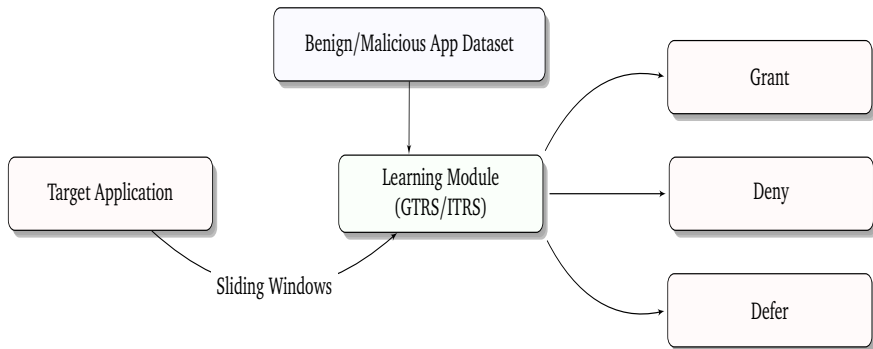 Benign/Malicious App Dataset
Grant
Target Application
Learning Module
(GTRS/ITRS)
Deny
Sliding Windows
Defer